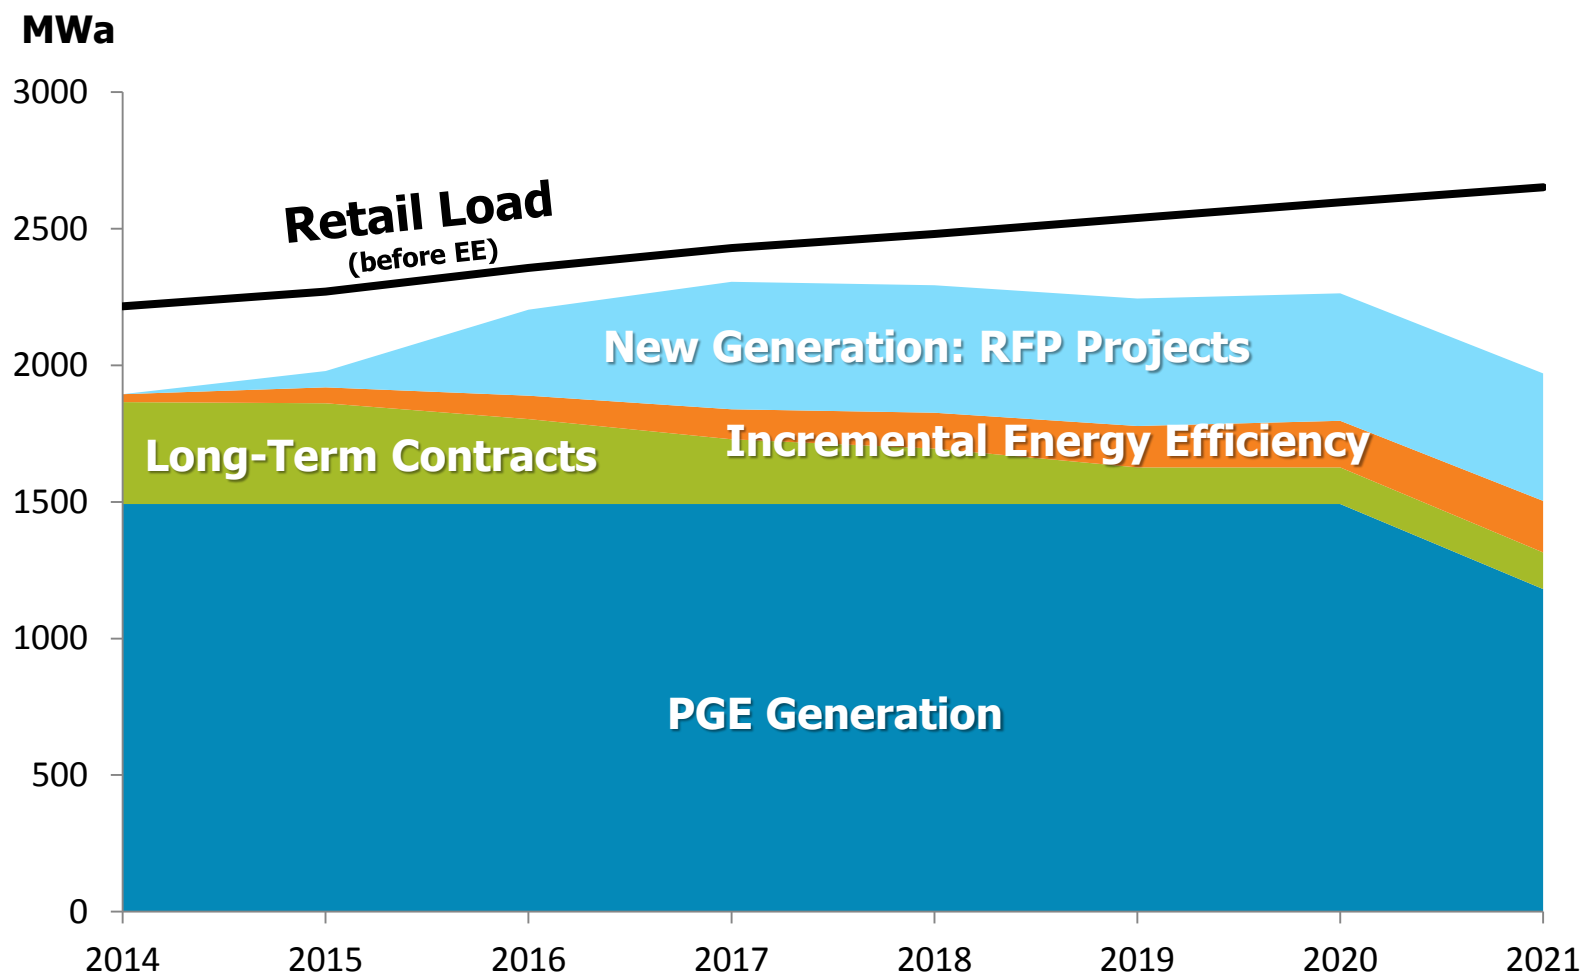 MWa
3000
2500
2000
1500
1000
500
0
Retail Load
(before EE)
New Generation: RFP Projects
Incremental Energy Efficiency
Long-Term Contracts
PGE Generation
2014 2015 2016 2017 2018 2019 2020 2021